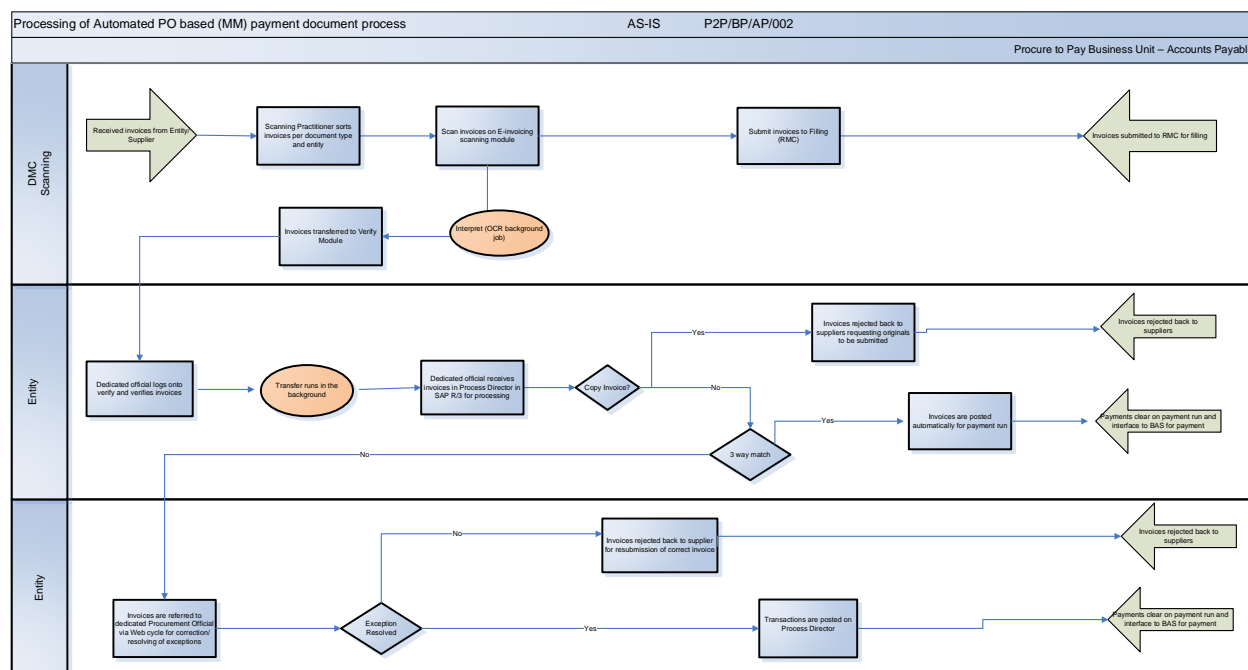 Processing of Automated PO based (MM) payment document process AS-IS P2P/BP/AP/002
Procure to Pay Business Unit – Accounts Payabl
DMC
Scanning
Received invoices from Entity/
Supplier
Scanning Practitioner sorts
invoices per document type
and entity
Scan invoices on E-invoicing
scanning module
Submit invoices to Filling
(RMC)
Invoices submitted to RMC for filling
Invoices transferred to Verify
Module
Interpret (OCR background
job)
Entity
Dedicated official logs onto
verify and verifies invoices
Transfer runs in the
background
Dedicated official receives
invoices in Process Director in
SAP R/3 for processing
Copy Invoice?
Yes
Invoices rejected back to
suppliers requesting originals
to be submitted
Invoices rejected back to
suppliers
No
3 way match
Yes
Invoices are posted
automatically for payment run
Payments clear on payment run and
interface to BAS for payment
No
Entity
Invoices are referred to
dedicated Procurement Official
via Web cycle for correction/
resolving of exceptions
Exception
Resolved
No
Invoices rejected back to supplier
for resubmission of correct invoice
Invoices rejected back to
suppliers
Yes
Transactions are posted on
Process Director
Payments clear on payment run and
interface to BAS for payment